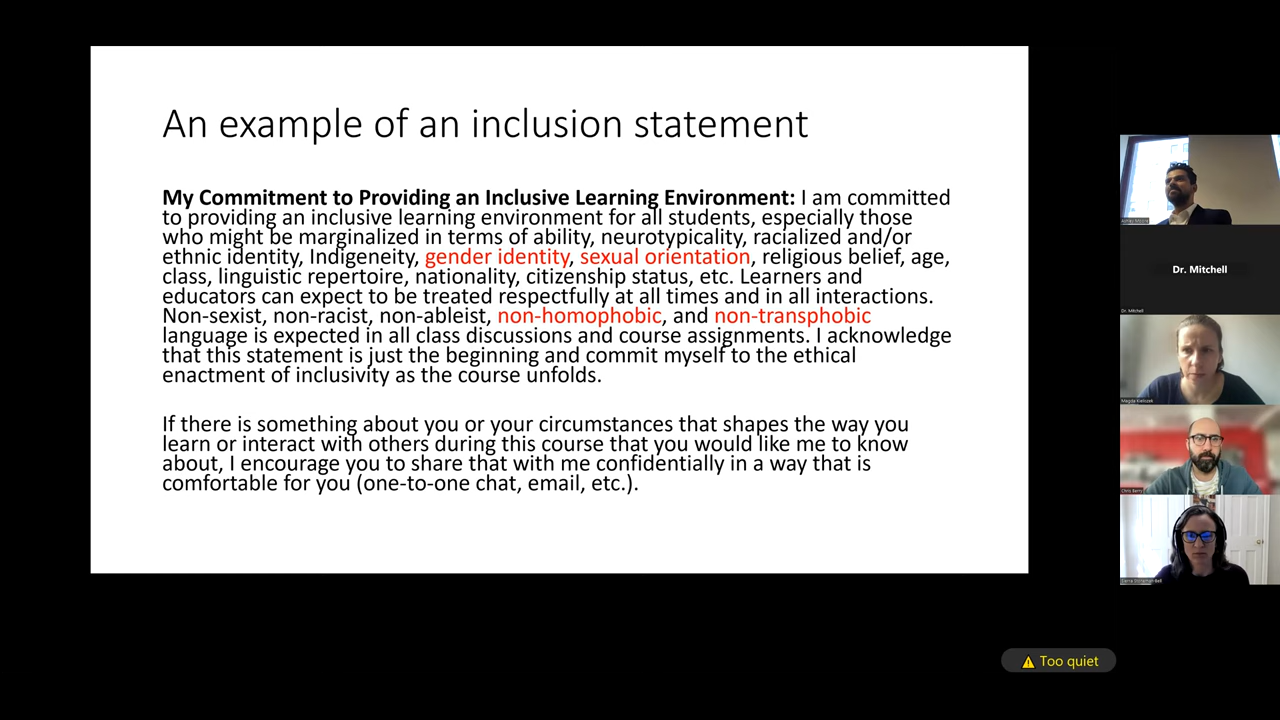 An example of an inclusion statement
My Commitment to Providing an Inclusive Learning Environment: I am committed
to providing an inclusive learning environment for all students, especially those
who might be marginalized in terms of ability, neurotypicality, racialized and/or
ethnic identity, Indigeneity, gender identity, sexual orientation, religious belief, age,
class, linguistic repertoire, nationality, citizenship status, etc. Learners and
educators can expect to be treated respectfully at all times and in all interactions.
Non-sexist, non-racist, non-ableist, non-homophobic, and non-transphobic
language is expected in all class discussions and course assignments. I acknowledge
that this statement is just the beginning and commit myself to the ethical
enactment of inclusivity as the course unfolds.
If there is something about you or your circumstances that shapes the way you
learn or interact with others during this course that you would like me to know
about, I encourage you to share that with me confidentially in a way that is
comfortable for you (one-to-one chat, email, etc.).
Dr. Mitchell
Dr. Mitchell
Chris Barry
Too quiet